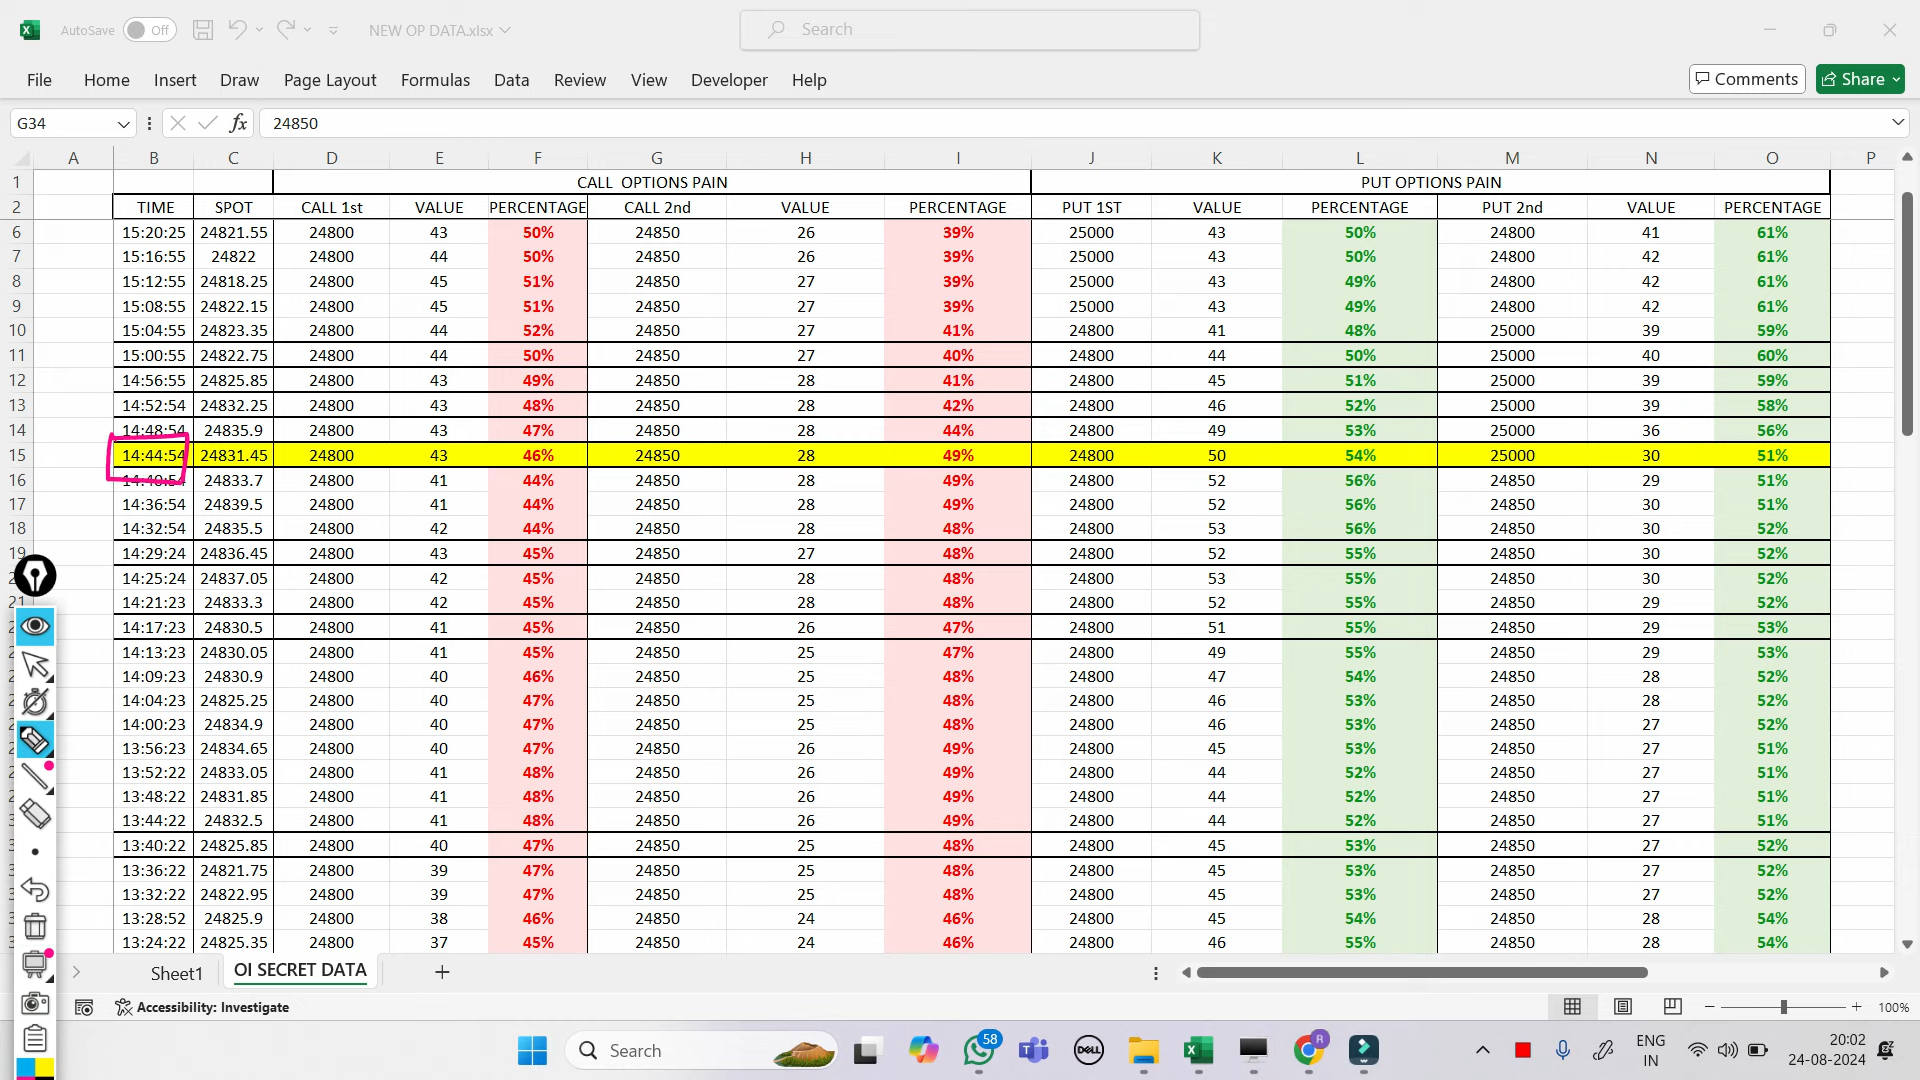 AutoSave Off NEW OP DATA.xlsx Search
File Home Insert Draw Page Layout Formulas Data Review View Developer Help Comments Share
G34 fx 24850
A B C D E F G H I J K L M N O P
1 CALL OPTIONS PAIN PUT OPTIONS PAIN
2 TIME SPOT CALL 1st VALUE PERCENTAGE CALL 2nd VALUE PERCENTAGE PUT 1ST VALUE PERCENTAGE PUT 2nd VALUE PERCENTAGE
6 15:20:25 24821.55 24800 43 50% 24850 26 39% 25000 43 50% 24800 41 61%
7 15:16:55 24822 24800 44 50% 24850 26 39% 25000 43 50% 24800 42 61%
8 15:12:55 24818.25 24800 45 51% 24850 27 39% 25000 43 49% 24800 42 61%
9 15:08:55 24822.15 24800 45 51% 24850 27 39% 25000 43 49% 24800 42 61%
10 15:04:55 24823.35 24800 44 52% 24850 27 41% 24800 41 48% 25000 39 59%
11 15:00:55 24822.75 24800 44 50% 24850 27 40% 24800 44 50% 25000 40 60%
12 14:56:55 24825.85 24800 43 49% 24850 28 41% 24800 45 51% 25000 39 59%
13 14:52:54 24832.25 24800 43 48% 24850 28 42% 24800 46 52% 25000 39 58%
14 14:48:54 24835.9 24800 43 47% 24850 28 44% 24800 49 53% 25000 36 56%
15 14:44:54 24831.45 24800 43 46% 24850 28 49% 24800 50 54% 25000 30 51%
16 14:40:54 24833.7 24800 41 44% 24850 28 49% 24800 52 56% 24850 29 51%
17 14:36:54 24839.5 24800 41 44% 24850 28 49% 24800 52 56% 24850 30 51%
18 14:32:54 24835.5 24800 42 44% 24850 28 48% 24800 53 56% 24850 30 52%
19 14:29:24 24836.45 24800 43 45% 24850 27 48% 24800 52 55% 24850 30 52%
14:25:24 24837.05 24800 42 45% 24850 28 48% 24800 53 55% 24850 30 52%
21 14:21:23 24833.3 24800 42 45% 24850 28 48% 24800 52 55% 24850 29 52%
14:17:23 24830.5 24800 41 45% 24850 26 47% 24800 51 55% 24850 29 53%
14:13:23 24830.05 24800 41 45% 24850 25 47% 24800 49 55% 24850 29 53%
14:09:23 24830.9 24800 40 46% 24850 25 48% 24800 47 54% 24850 28 52%
14:04:23 24825.25 24800 40 47% 24850 25 48% 24800 46 53% 24850 28 52%
14:00:23 24834.9 24800 40 47% 24850 25 48% 24800 46 53% 24850 27 52%
13:56:23 24834.65 24800 40 47% 24850 26 49% 24800 45 53% 24850 27 51%
13:52:22 24833.05 24800 41 48% 24850 26 49% 24800 44 52% 24850 27 51%
13:48:22 24831.85 24800 41 48% 24850 26 49% 24800 44 52% 24850 27 51%
13:44:22 24832.5 24800 41 48% 24850 26 49% 24800 44 52% 24850 27 51%
13:40:22 24825.85 24800 40 47% 24850 25 48% 24800 45 53% 24850 27 52%
13:36:22 24821.75 24800 39 47% 24850 25 48% 24800 45 53% 24850 27 52%
13:32:22 24822.95 24800 39 47% 24850 25 48% 24800 45 53% 24850 27 52%
13:28:52 24825.9 24800 38 46% 24850 24 46% 24800 45 54% 24850 28 54%
13:24:22 24825.35 24800 37 45% 24850 24 46% 24800 46 55% 24850 28 54%
Sheet1 OI SECRET DATA
Accessibility: Investigate 100%
Search 58 DELL R ENG IN 20:02 24-08-2024